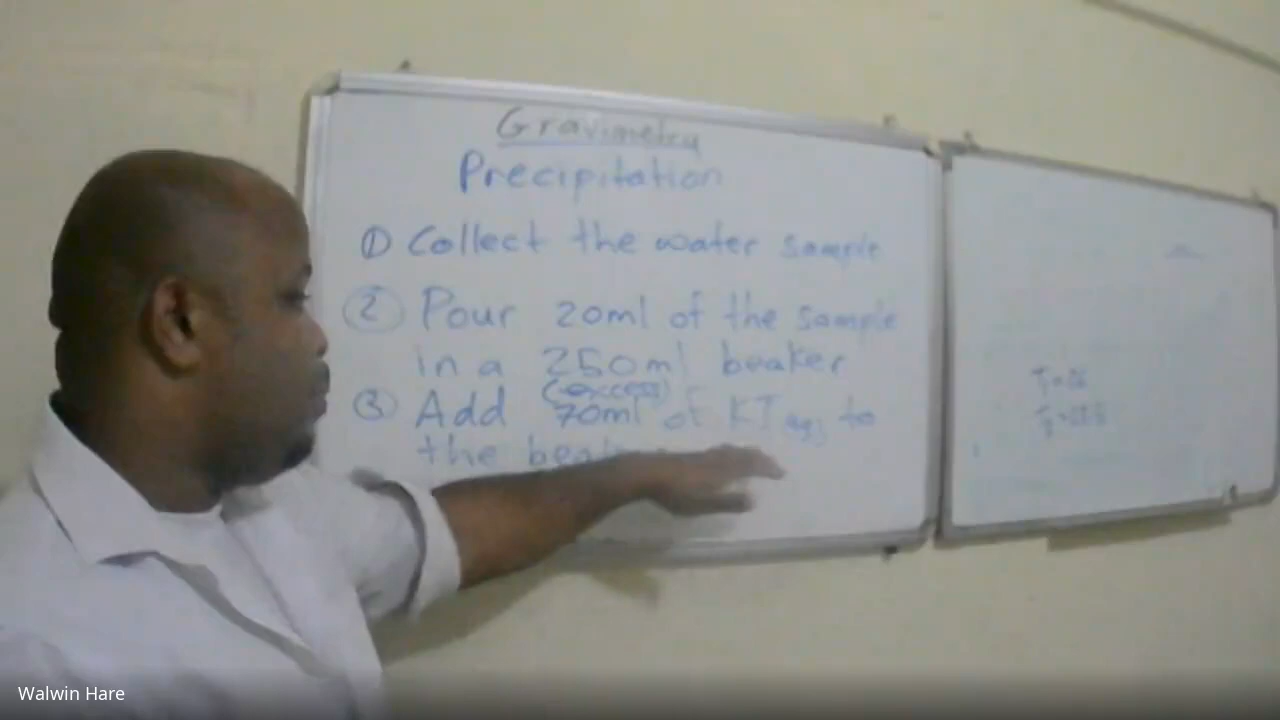 Gravimetry
Precipitation
① Collect the water sample
② Pour 20ml of the sample
in a 250ml beaker
(excess)
③ Add 70ml of KI(aq) to
the
Walwin Hare